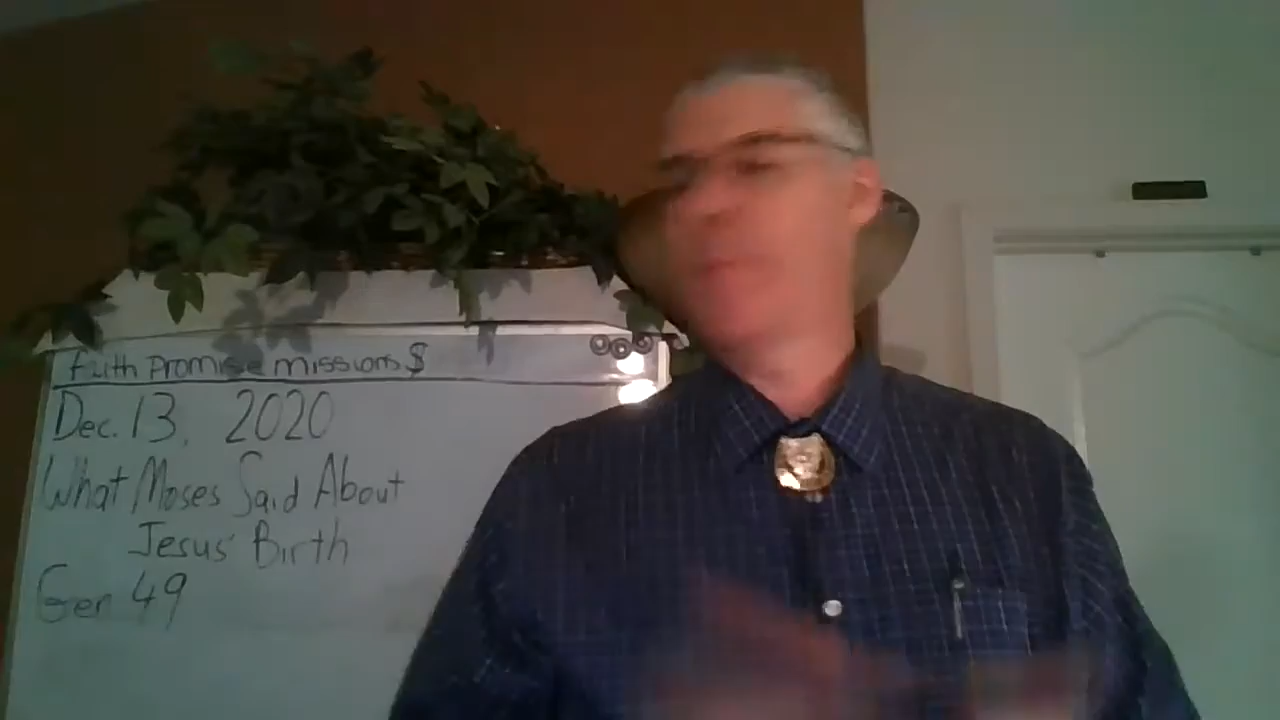 Faith Promise missions $
Dec. 13, 2020
What Moses Said About
Jesus' Birth
Gen 49